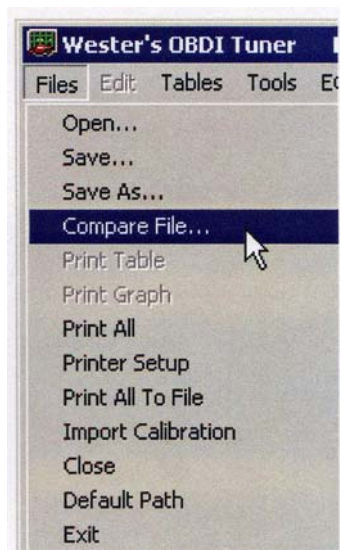 Wester's OBDI Tuner
Files Edit Tables Tools
Open...
Save...
Save As...
Compare File...
Print Table
Print Graph
Print All
Printer Setup
Print All To File
Import Calibration
Close
Default Path
Exit